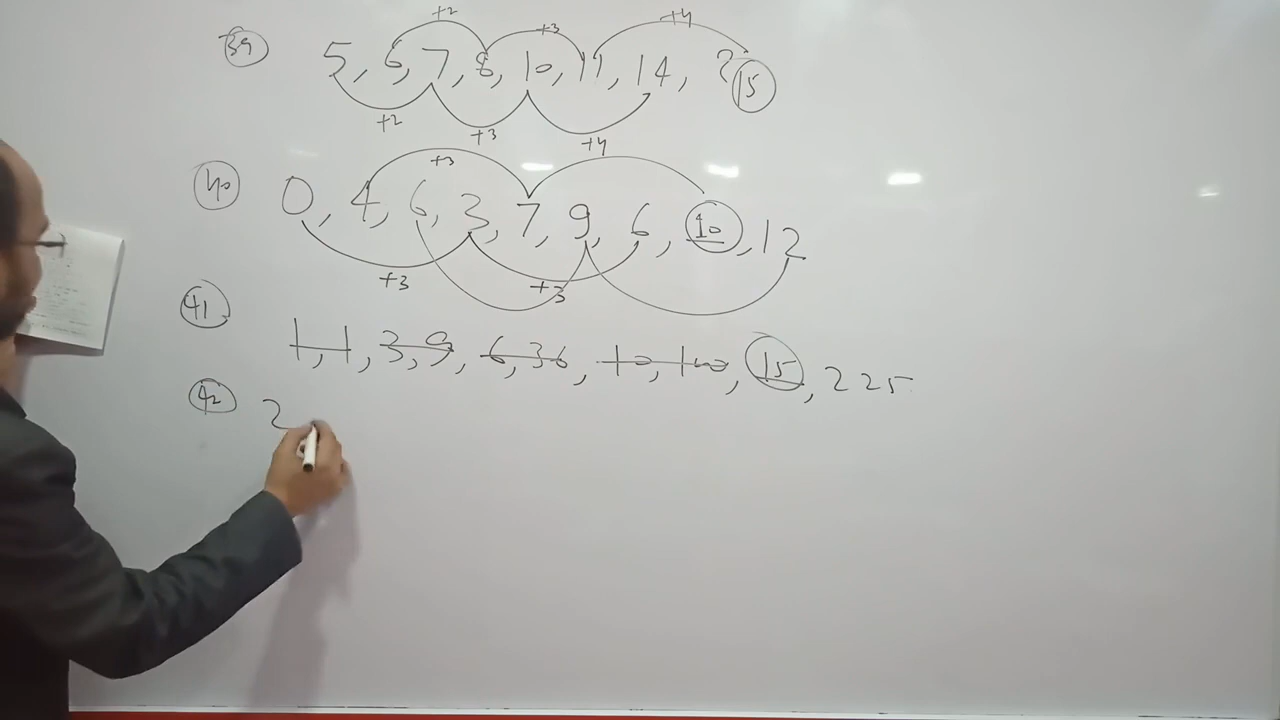 +2 +3 +4
39 5, 6, 7, 8, 10, 11, 14, ? 15
+2 +3 +4
+3 +4
40 0, 4, 6, 3, 7, 9, 6, 10, 12
+3 +3
41 1, 1, 3, 9, 6, 36, 10, 100, 15, 225
42 2